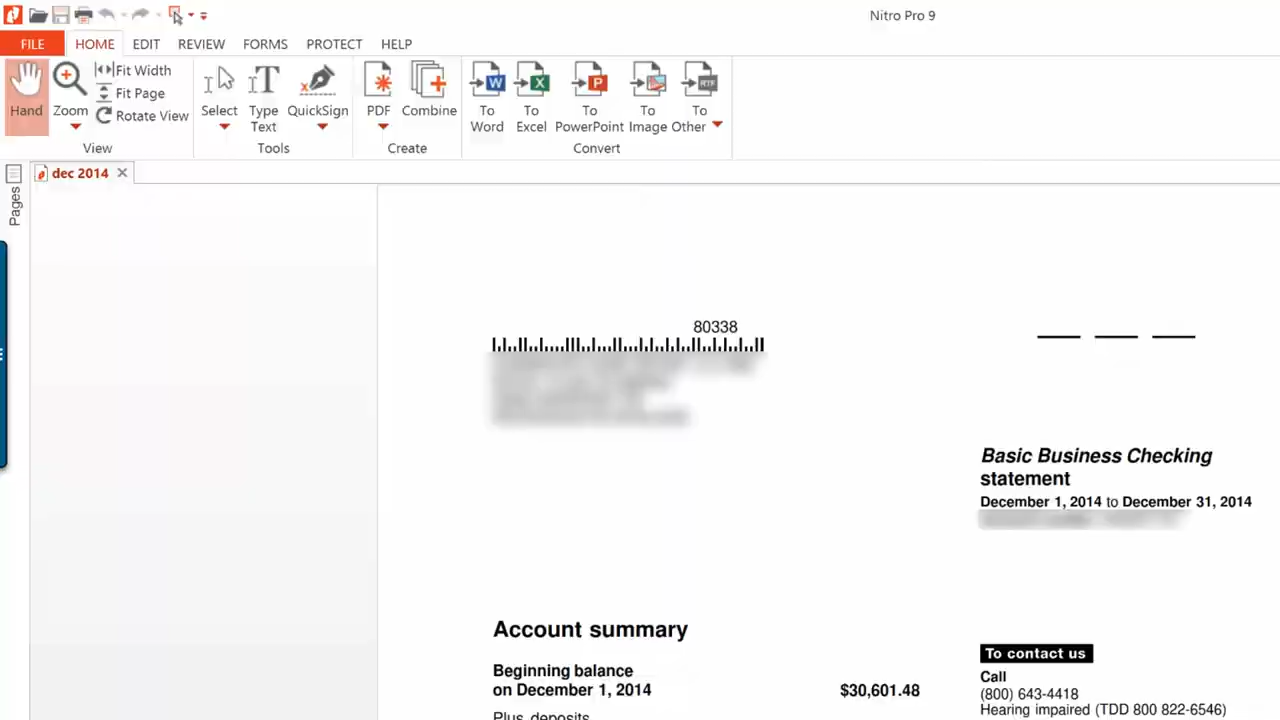 Nitro Pro 9
FILE HOME EDIT REVIEW FORMS PROTECT HELP
Hand
Zoom
Fit Width
Fit Page
Rotate View
View
Select
Type Text
QuickSign
Tools
PDF
Combine
Create
To Word
To Excel
To PowerPoint
To Image
To Other
Convert
dec 2014
Pages
80338
Basic Business Checking
statement
December 1, 2014 to December 31, 2014
Account summary
Beginning balance
on December 1, 2014 $30,601.48
Plus deposits
To contact us
Call
(800) 643-4418
Hearing impaired (TDD 800 822-6546)